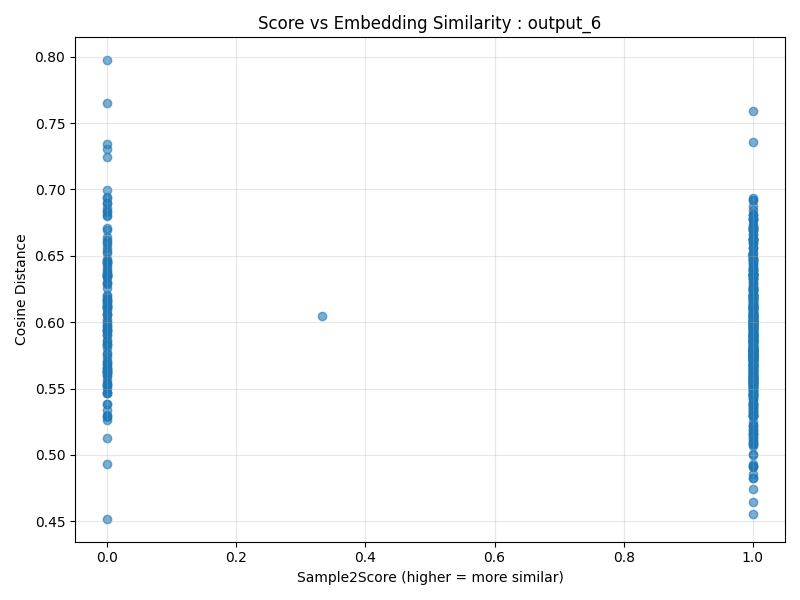 Score vs Embedding Similarity : output_6
Cosine Distance
0.80
0.75
0.70
0.65
0.60
0.55
0.50
0.45
0.0 0.2 0.4 0.6 0.8 1.0
Sample2Score (higher = more similar)